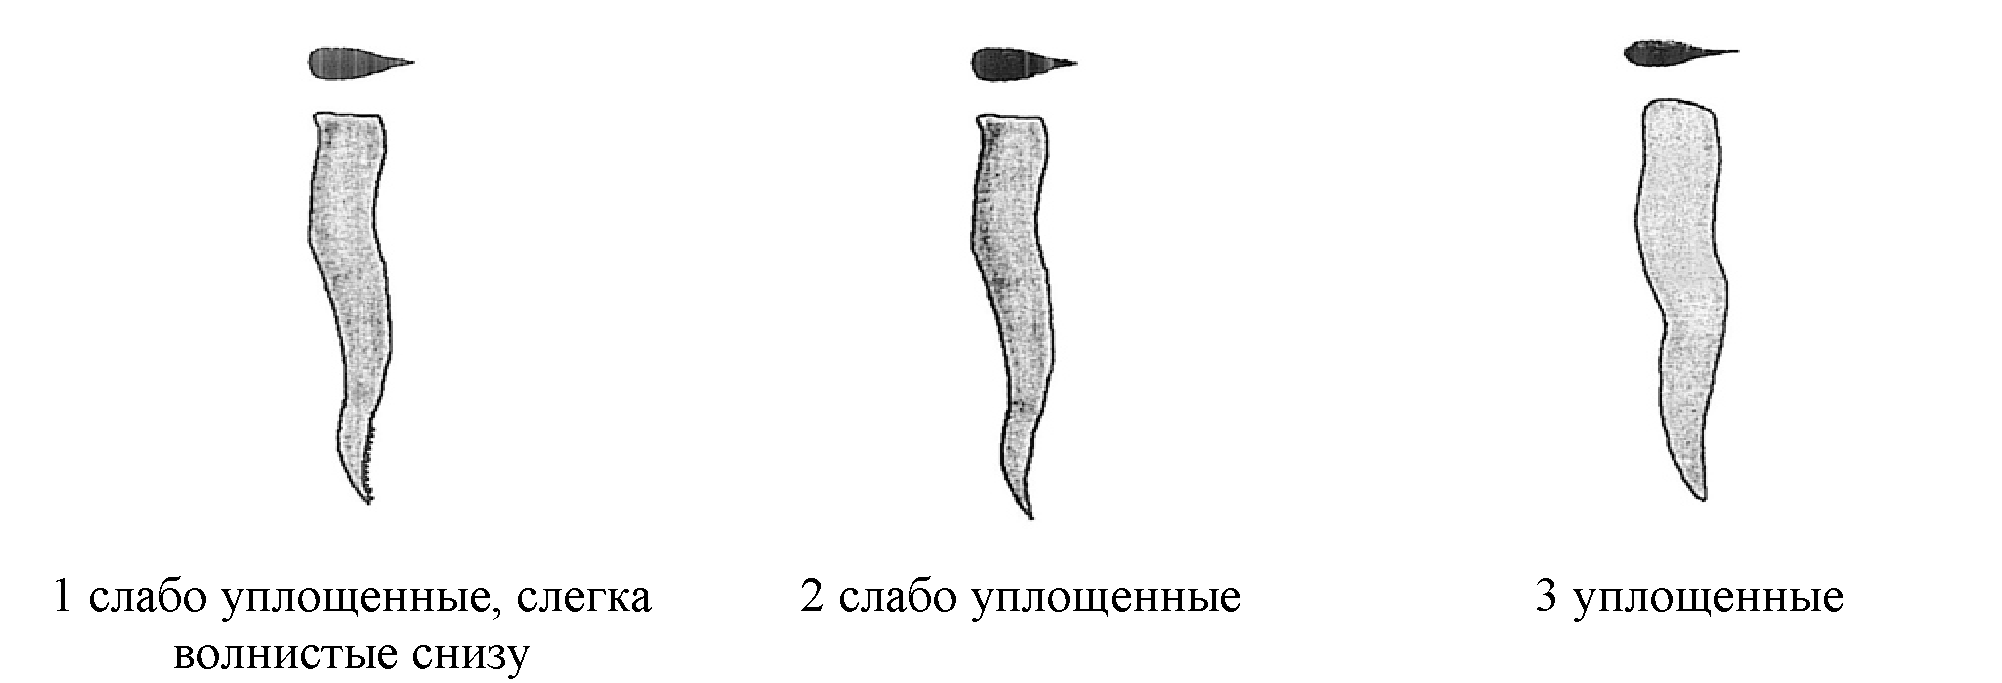 1 слабо уплощенные, слегка
волнистые снизу
2 слабо уплощенные
3 уплощенные